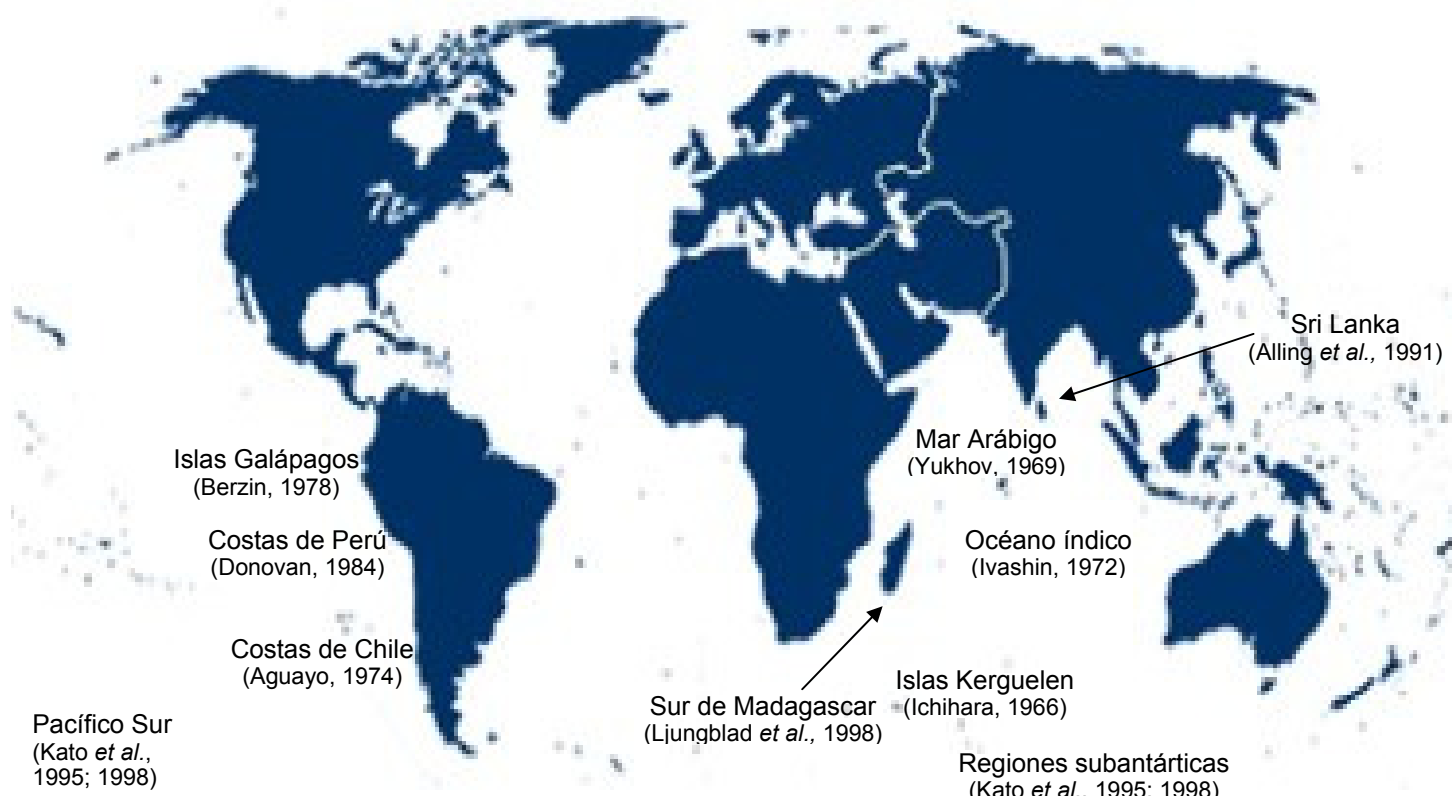 Sri Lanka
(Alling et al., 1991)
Mar Arábigo
(Yukhov, 1969)
Islas Galápagos
(Berzin, 1978)
Costas de Perú
(Donovan, 1984)
Océano índico
(Ivashin, 1972)
Costas de Chile
(Aguayo, 1974)
Islas Kerguelen
(Ichihara, 1966)
Sur de Madagascar
(Ljungblad et al., 1998)
Pacífico Sur
(Kato et al.,
1995; 1998)
Regiones subantárticas
(Kato et al., 1995; 1998)